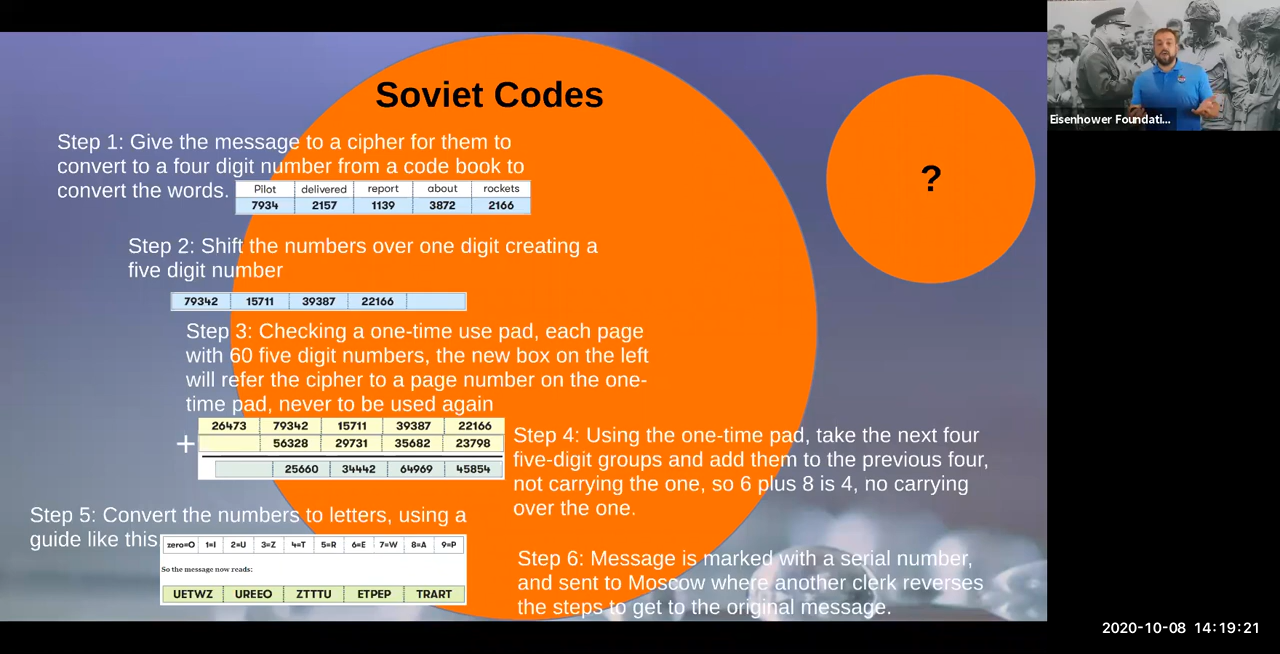 Soviet Codes
Step 1: Give the message to a cipher for them to
convert to a four digit number from a code book to
convert the words.
Pilot delivered report about rockets
7934 2157 1139 3872 2166
Step 2: Shift the numbers over one digit creating a
five digit number
79342 15711 39387 22166
Step 3: Checking a one-time use pad, each page
with 60 five digit numbers, the new box on the left
will refer the cipher to a page number on the one-
time pad, never to be used again
26473 79342 15711 39387 22166
+ 56328 29731 35682 23798
25660 34442 64969 45854
Step 4: Using the one-time pad, take the next four
five-digit groups and add them to the previous four,
not carrying the one, so 6 plus 8 is 4, no carrying
over the one.
Step 5: Convert the numbers to letters, using a
guide like this
zero=O 1=I 2=U 3=Z 4=T 5=R 6=E 7=W 8=A 9=P
So the message now reads:
UETWZ UREEO ZTTTU ETPEP TRART
Step 6: Message is marked with a serial number,
and sent to Moscow where another clerk reverses
the steps to get to the original message.
?
Eisenhower Foundati...
2020-10-08 14:19:21